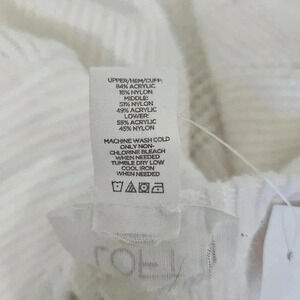 UPPER/HEM/CUFF:
84% ACRYLIC
16% NYLON
MIDDLE:
51% NYLON
49% ACRYLIC
LOWER:
55% ACRYLIC
45% NYLON
MACHINE WASH COLD
ONLY NON-
CHLORINE BLEACH
WHEN NEEDED
TUMBLE DRY LOW
COOL IRON
WHEN NEEDED
LOFT